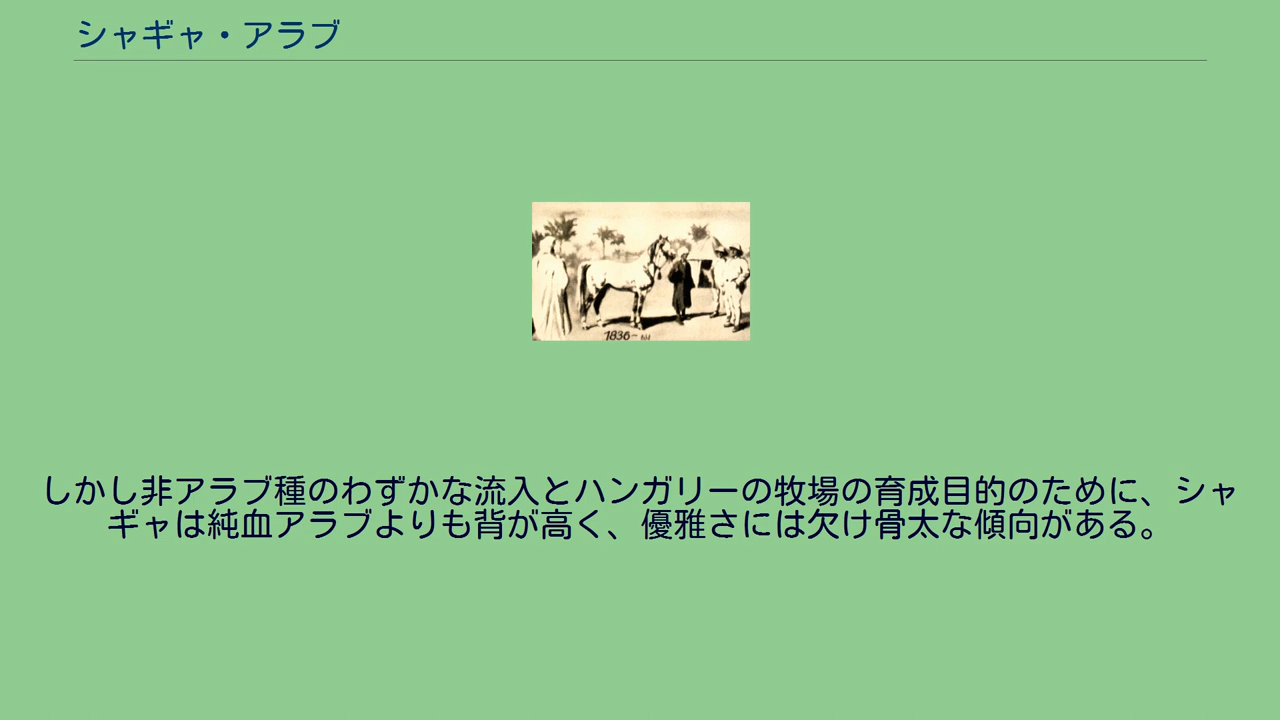 シャギャ・アラブ
1836-
しかし非アラブ種のわずかな流入とハンガリーの牧場の育成目的のために、シャ
ギャは純血アラブよりも背が高く、優雅さには欠け骨太な傾向がある。